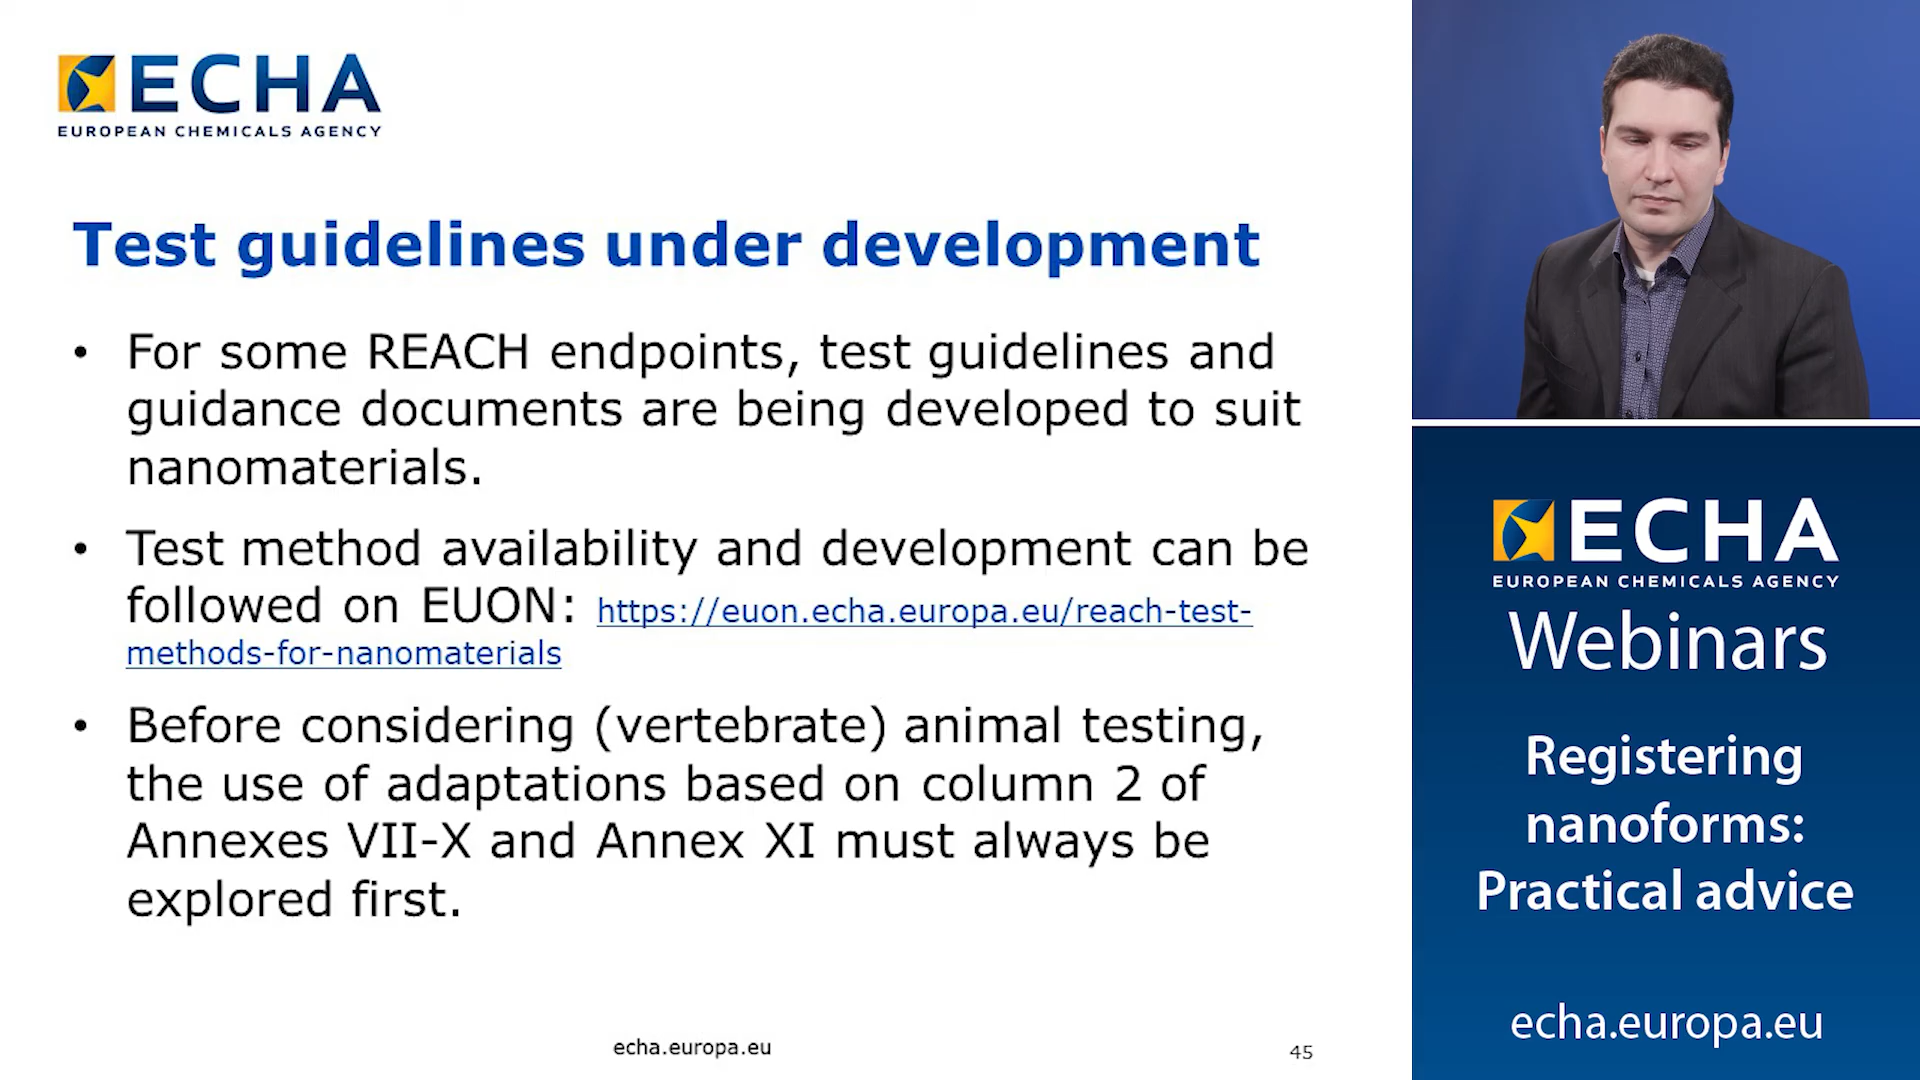 ECHA
EUROPEAN CHEMICALS AGENCY
Test guidelines under development
• For some REACH endpoints, test guidelines and
guidance documents are being developed to suit
nanomaterials.
• Test method availability and development can be
followed on EUON: https://euon.echa.europa.eu/reach-test-
methods-for-nanomaterials
• Before considering (vertebrate) animal testing,
the use of adaptations based on column 2 of
Annexes VII-X and Annex XI must always be
explored first.
echa.europa.eu
45
ECHA
EUROPEAN CHEMICALS AGENCY
Webinars
Registering
nanoforms:
Practical advice
echa.europa.eu